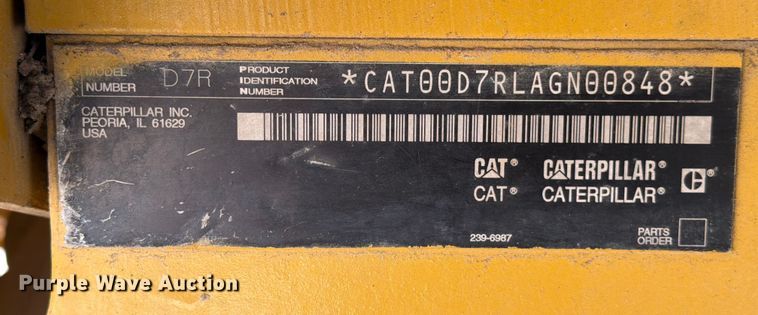 MODEL NUMBER D7R PRODUCT IDENTIFICATION NUMBER *CAT00D7RLAGN00848*
CATERPILLAR INC.
PEORIA, IL 61629
USA
CAT® CATERPILLAR® C
CAT® CATERPILLAR®
239-6987
PARTS ORDER
Purple Wave Auction